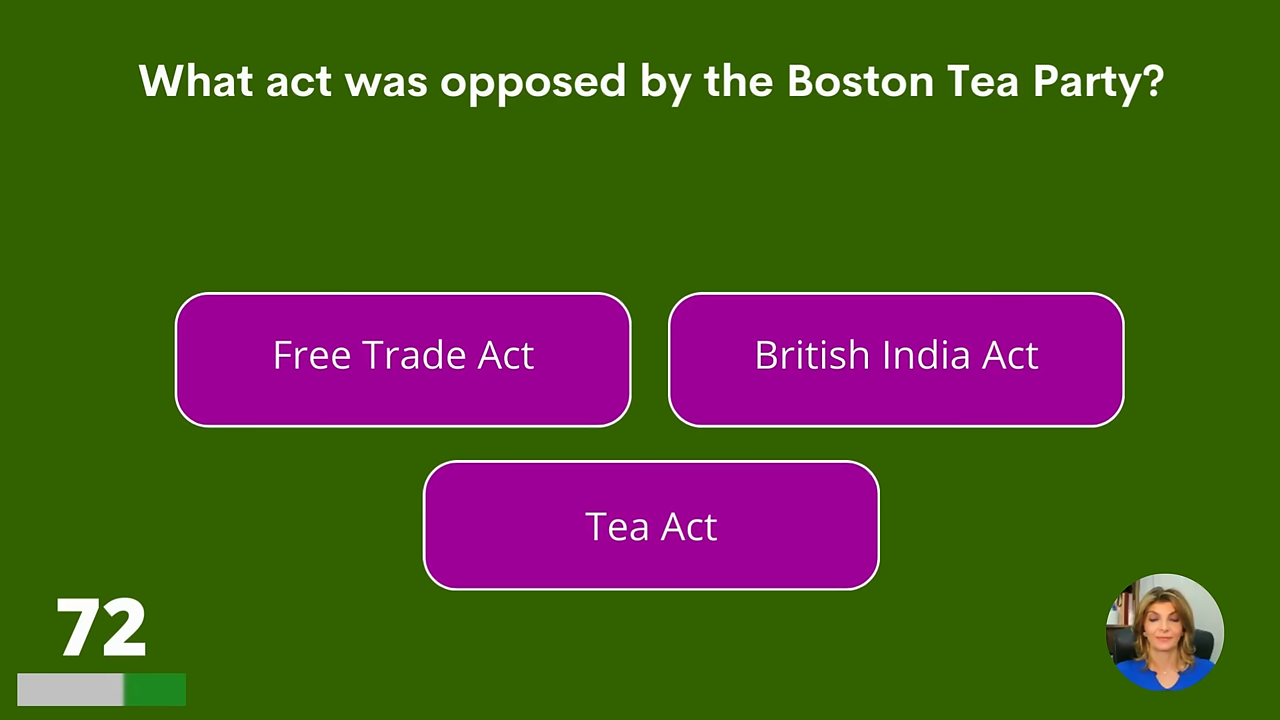 What act was opposed by the Boston Tea Party?
Free Trade Act
British India Act
Tea Act
72